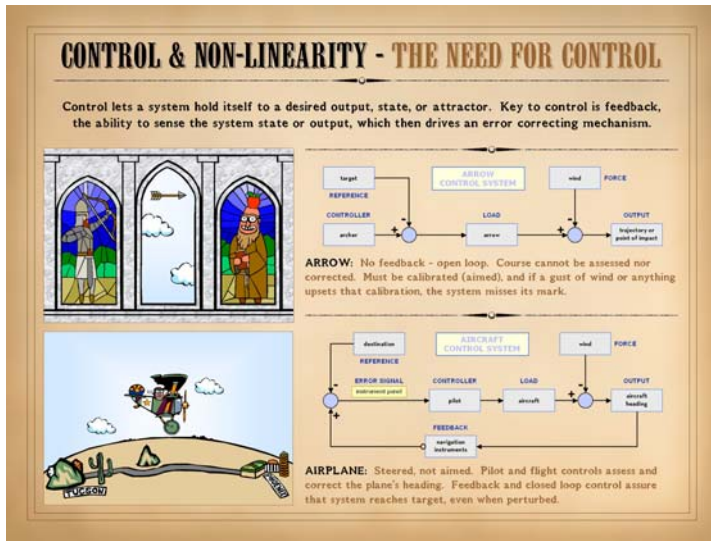 CONTROL & NON-LINEARITY - THE NEED FOR CONTROL
Control lets a system hold itself to a desired output, state, or attractor. Key to control is feedback,
the ability to sense the system state or output, which then drives an error correcting mechanism.
target
REFERENCE
ARROW
CONTROL SYSTEM
wind
FORCE
CONTROLLER
LOAD
OUTPUT
archer
-
+
arrow
-
+
trajectory or
point of impact
ARROW: No feedback - open loop. Course cannot be assessed nor
corrected. Must be calibrated (aimed), and if a gust of wind or anything
upsets that calibration, the system misses its mark.
destination
REFERENCE
AIRCRAFT
CONTROL SYSTEM
wind
FORCE
ERROR SIGNAL
CONTROLLER
LOAD
OUTPUT
-
+
instrument panel
pilot
aircraft
-
+
aircraft
heading
FEEDBACK
navigation
instruments
TUCSON
AIRPLANE: Steered, not aimed. Pilot and flight controls assess and
correct the plane's heading. Feedback and closed loop control assure
that system reaches target, even when perturbed.